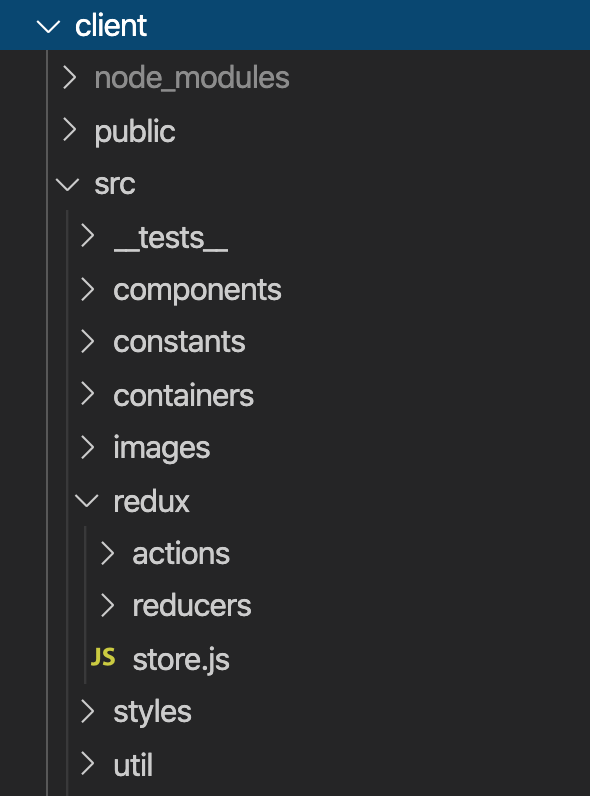 client
node_modules
public
src
__tests__
components
constants
containers
images
redux
actions
reducers
JS store.js
styles
util